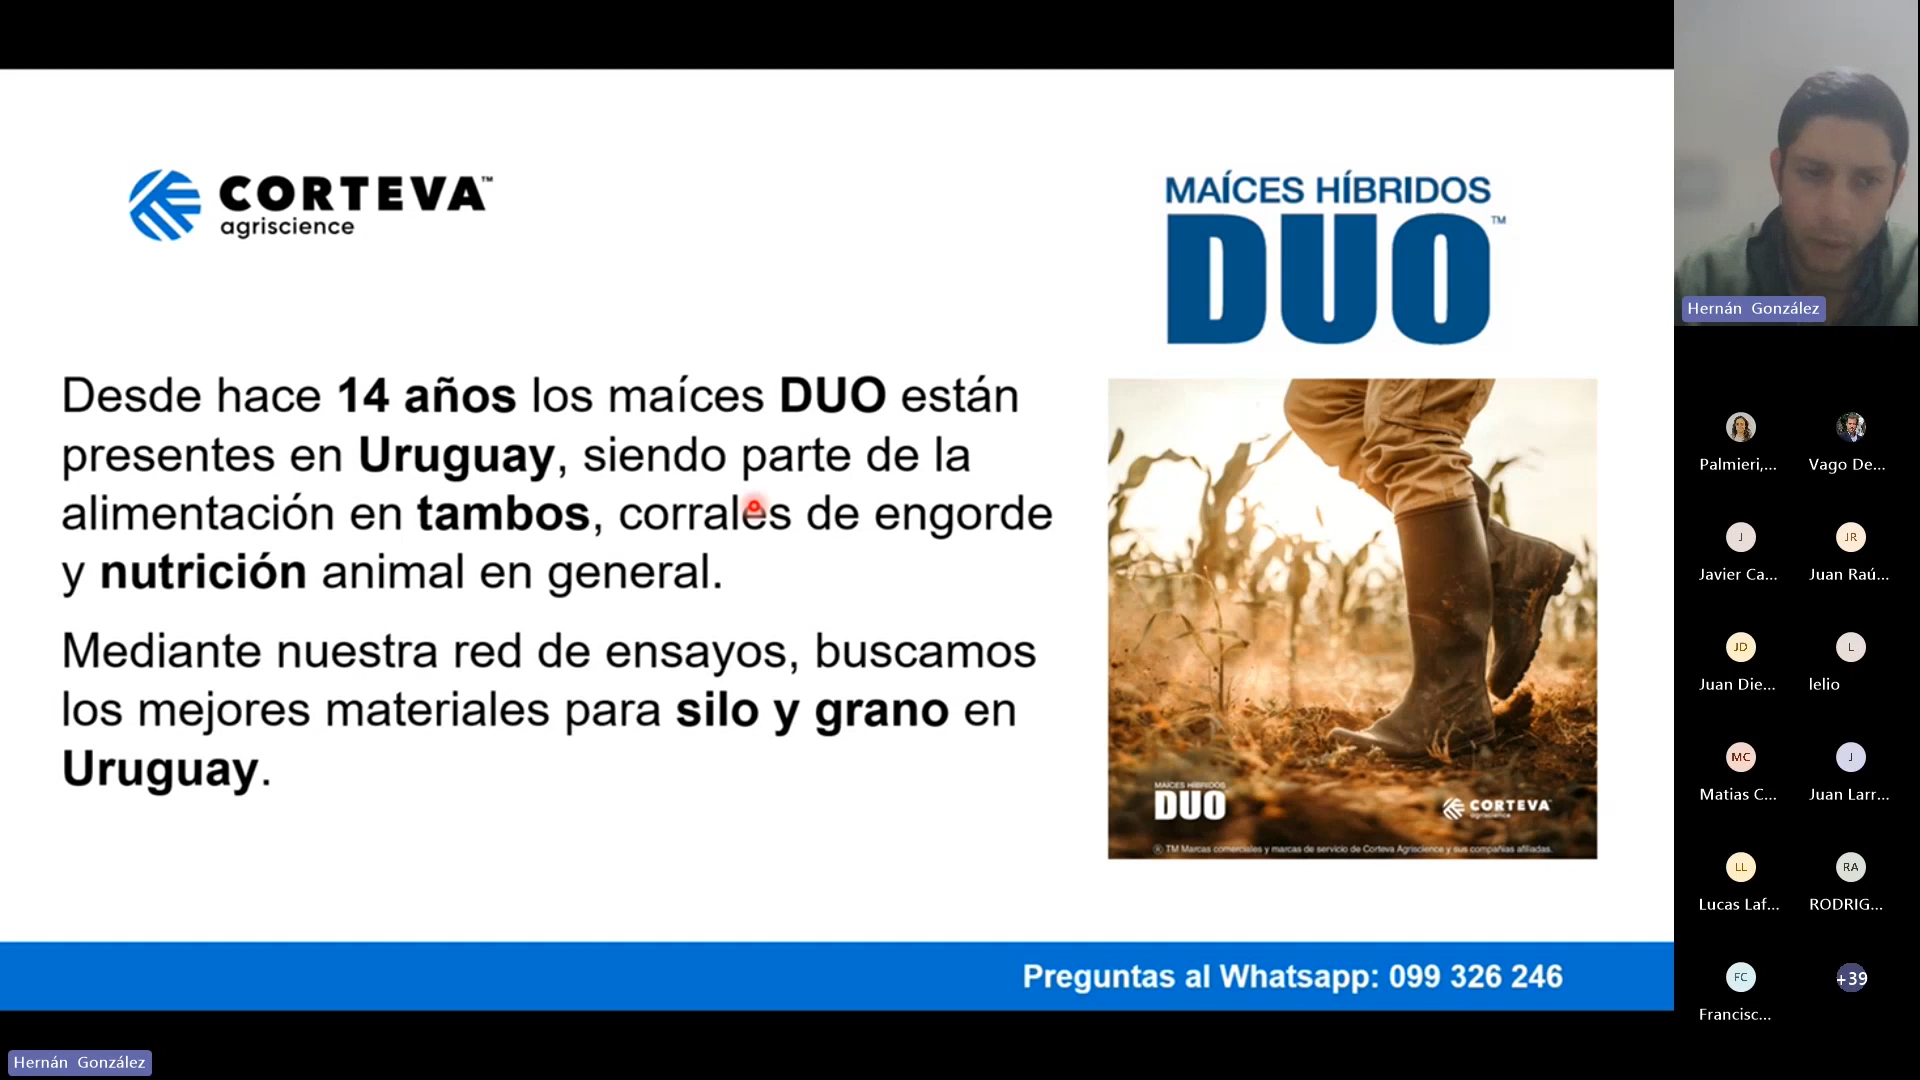 CORTEVA™
agriscience
MAÍCES HÍBRIDOS
DUO™
Desde hace 14 años los maíces DUO están
presentes en Uruguay, siendo parte de la
alimentación en tambos, corrales de engorde
y nutrición animal en general.
Mediante nuestra red de ensayos, buscamos
los mejores materiales para silo y grano en
Uruguay.
MAÍCES HÍBRIDOS
DUO
CORTEVA™
agriscience
® TM Marcas comerciales y marcas de servicio de Corteva Agriscience y sus compañías afiliadas.
Preguntas al Whatsapp: 099 326 246
Hernán González
Hernán González
Palmieri,...
Vago De...
J
JR
Javier Ca...
Juan Raú...
JD
L
Juan Die...
lelio
MC
J
Matias C...
Juan Larr...
LL
RA
Lucas Laf...
RODRIG...
FC
+39
Francisc...